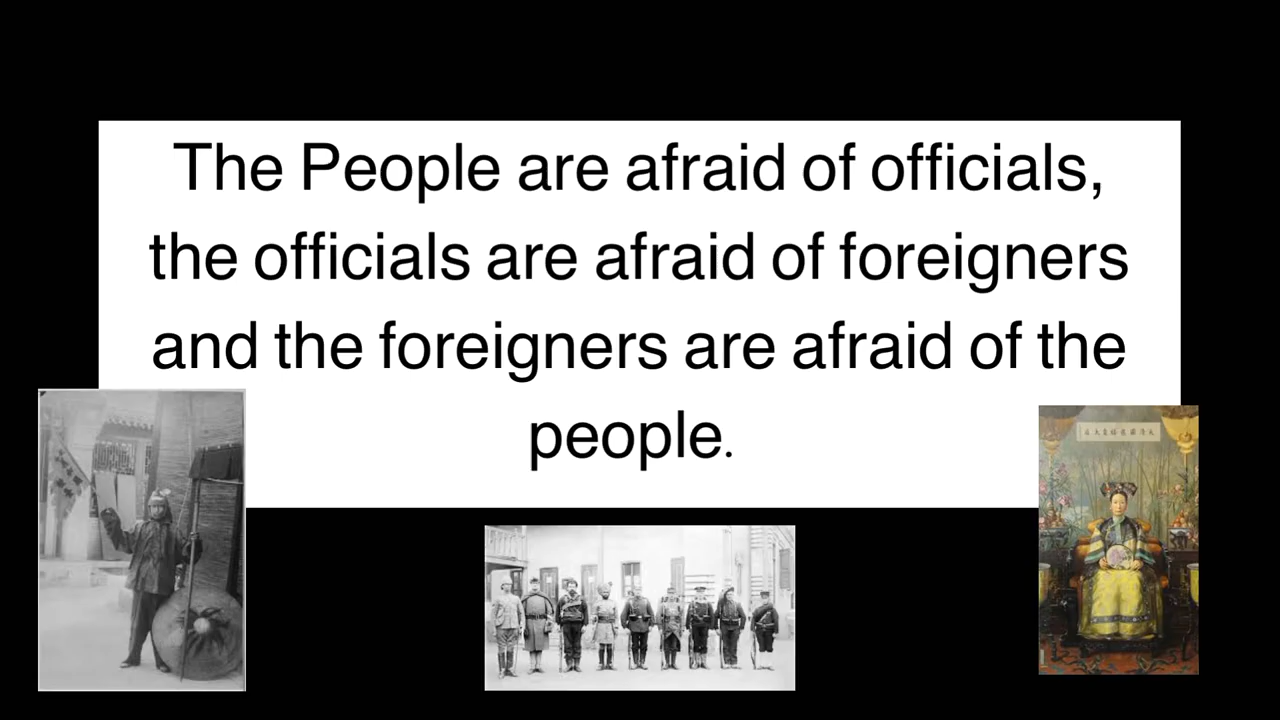 The People are afraid of officials,
the officials are afraid of foreigners
and the foreigners are afraid of the
people.